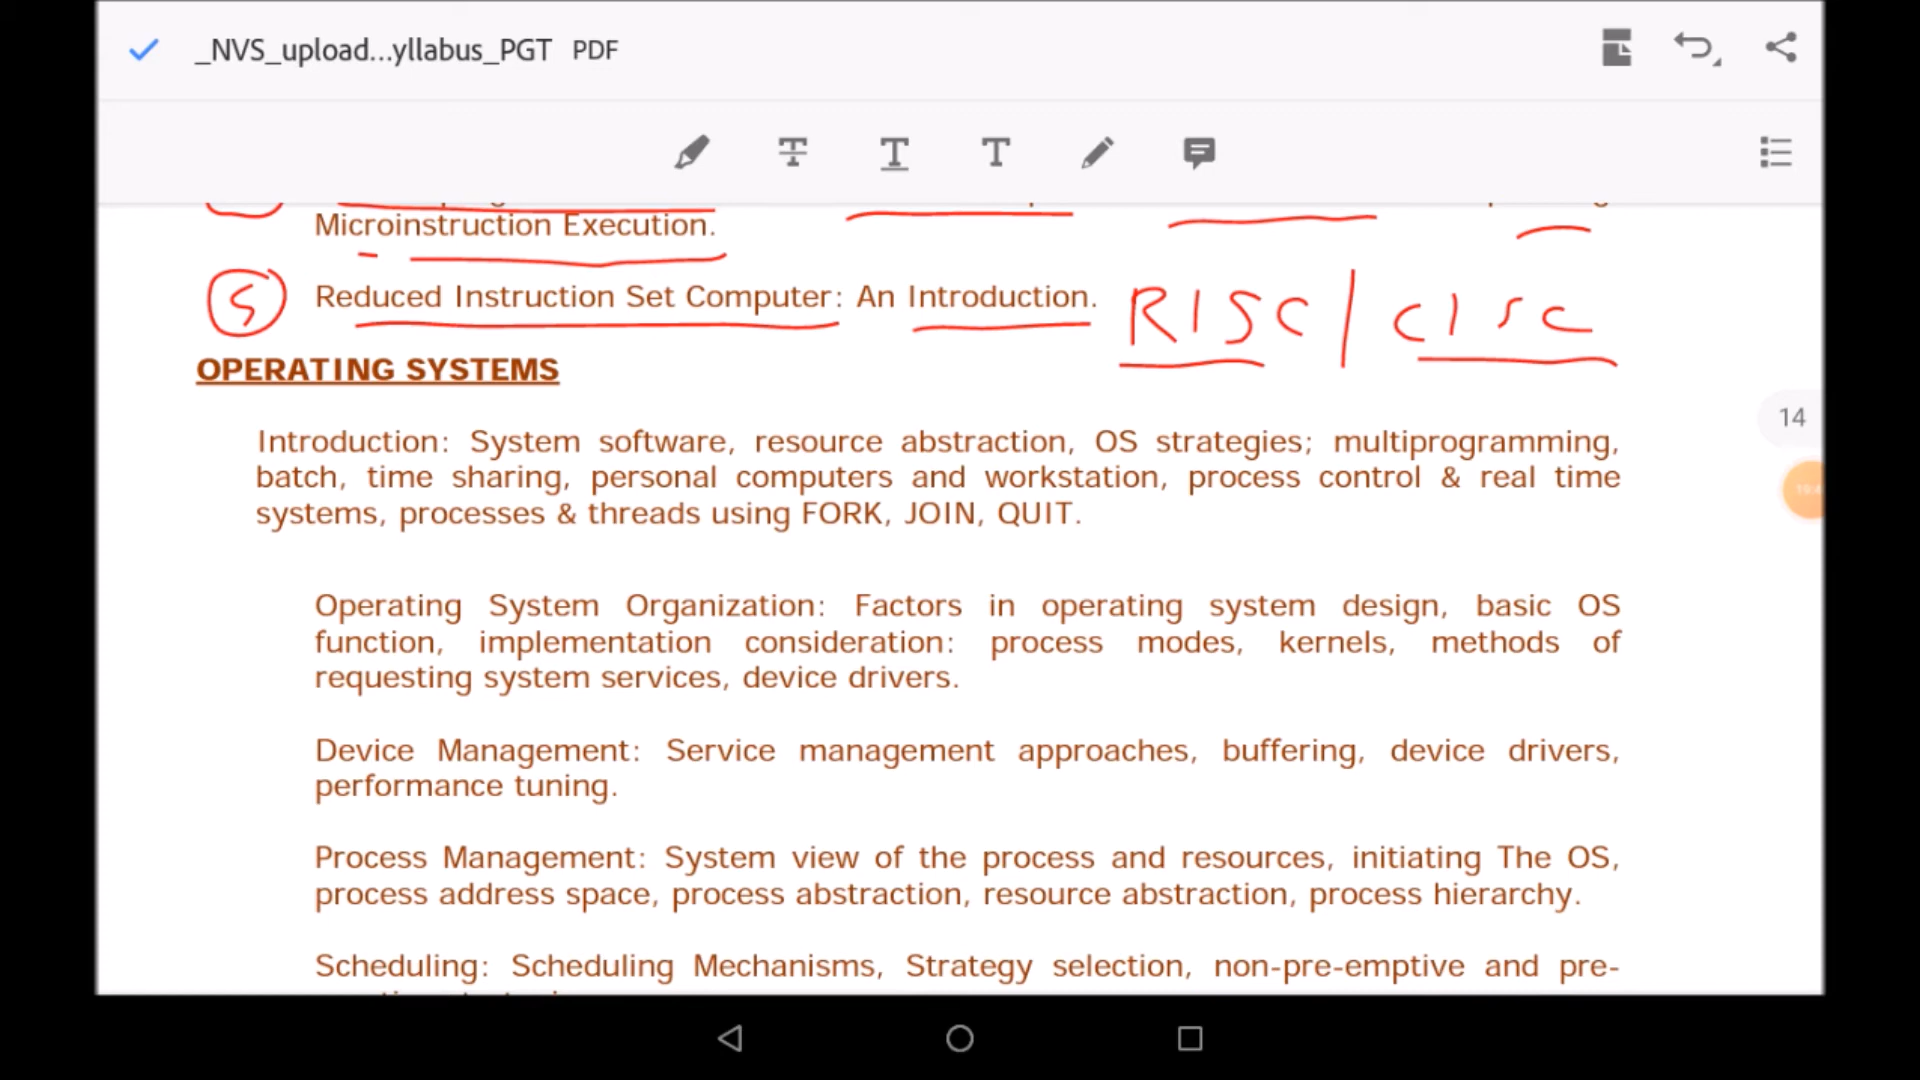 _NVS_upload...yllabus_PGT PDF
Microinstruction Execution.
5 Reduced Instruction Set Computer: An Introduction. RISC / CISC
OPERATING SYSTEMS
14
Introduction: System software, resource abstraction, OS strategies; multiprogramming,
batch, time sharing, personal computers and workstation, process control & real time
systems, processes & threads using FORK, JOIN, QUIT.
Operating System Organization: Factors in operating system design, basic OS
function, implementation consideration: process modes, kernels, methods of
requesting system services, device drivers.
Device Management: Service management approaches, buffering, device drivers,
performance tuning.
Process Management: System view of the process and resources, initiating The OS,
process address space, process abstraction, resource abstraction, process hierarchy.
Scheduling: Scheduling Mechanisms, Strategy selection, non-pre-emptive and pre-